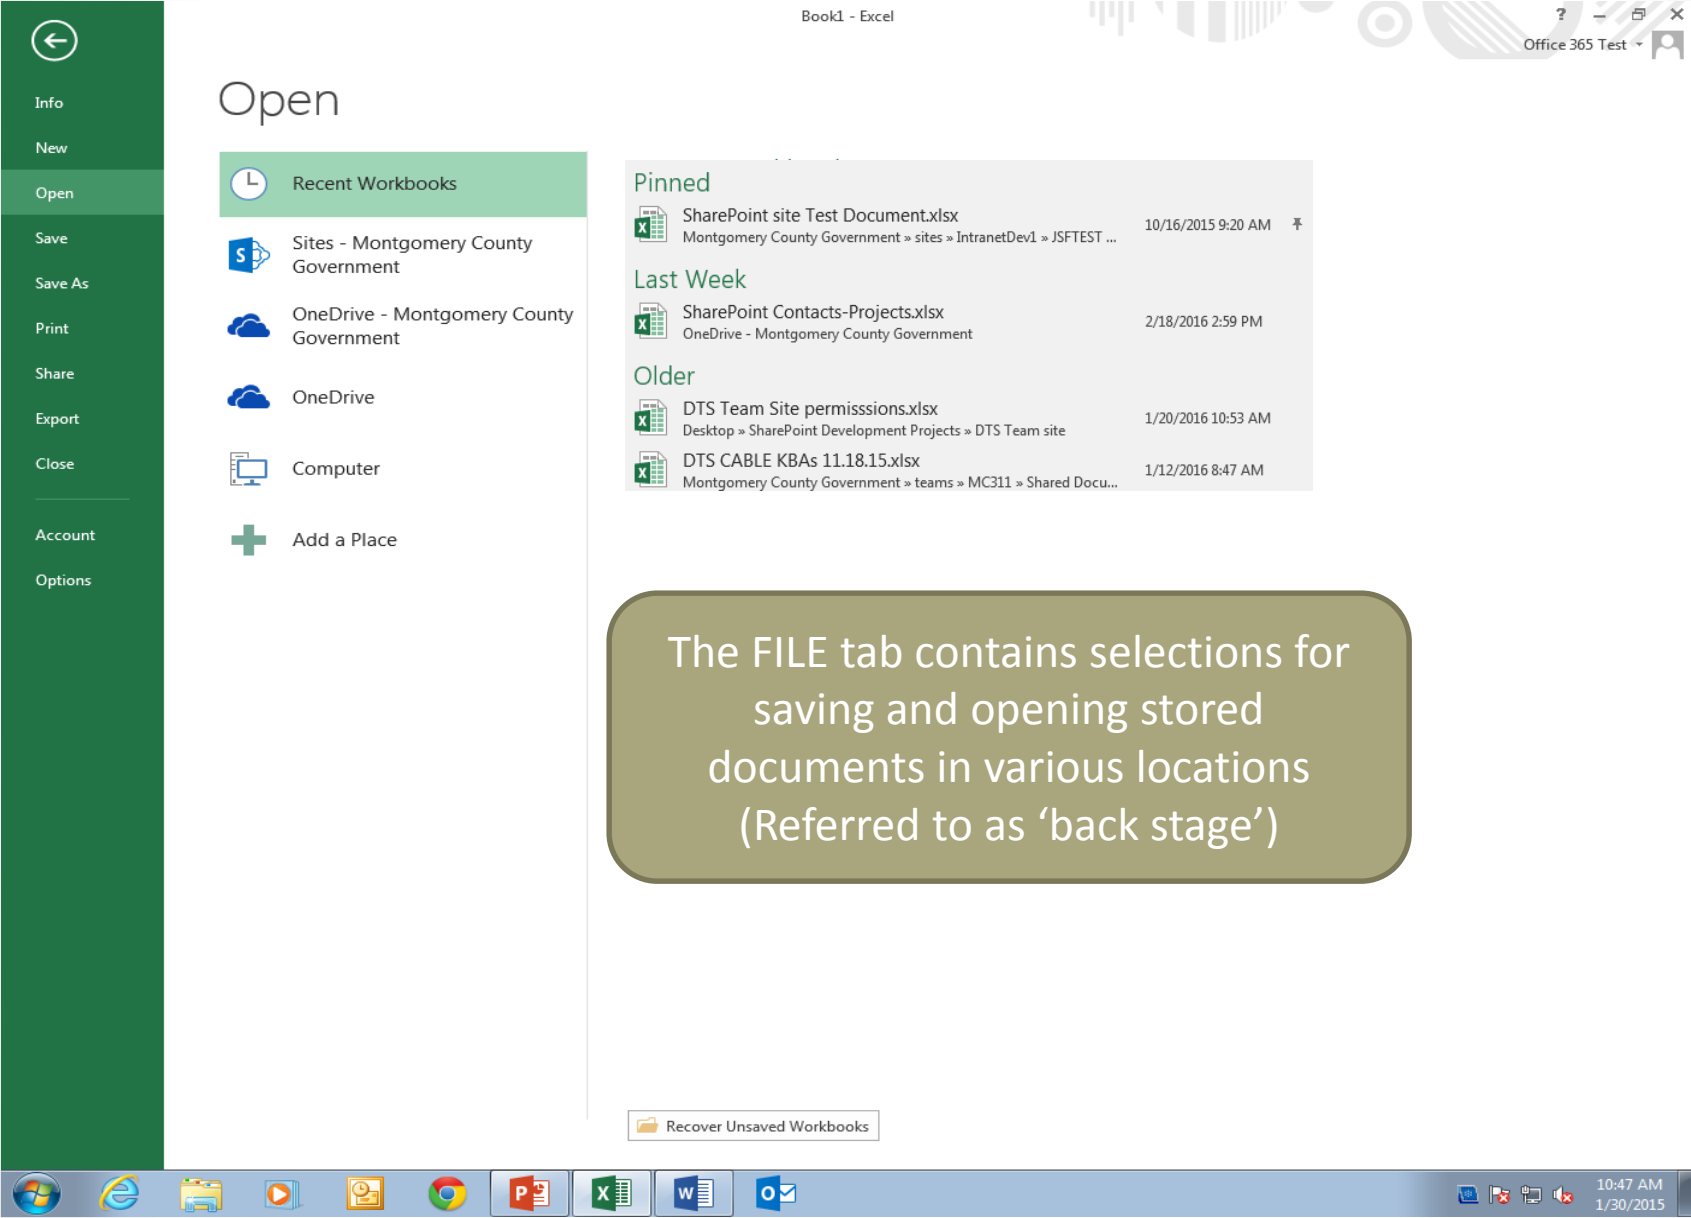 Book1 - Excel
?
Office 365 Test
Info
New
Open
Save
Save As
Print
Share
Export
Close
Account
Options
Open
Recent Workbooks
Sites - Montgomery County
Government
OneDrive - Montgomery County
Government
OneDrive
Computer
Add a Place
Pinned
SharePoint site Test Document.xlsx
Montgomery County Government » sites » IntranetDev1 » JSFTEST ...
10/16/2015 9:20 AM
Last Week
SharePoint Contacts-Projects.xlsx
OneDrive - Montgomery County Government
2/18/2016 2:59 PM
Older
DTS Team Site permisssions.xlsx
Desktop » SharePoint Development Projects » DTS Team site
1/20/2016 10:53 AM
DTS CABLE KBAs 11.18.15.xlsx
Montgomery County Government » teams » MC311 » Shared Docu...
1/12/2016 8:47 AM
The FILE tab contains selections for
saving and opening stored
documents in various locations
(Referred to as ‘back stage’)
Recover Unsaved Workbooks
10:47 AM
1/30/2015